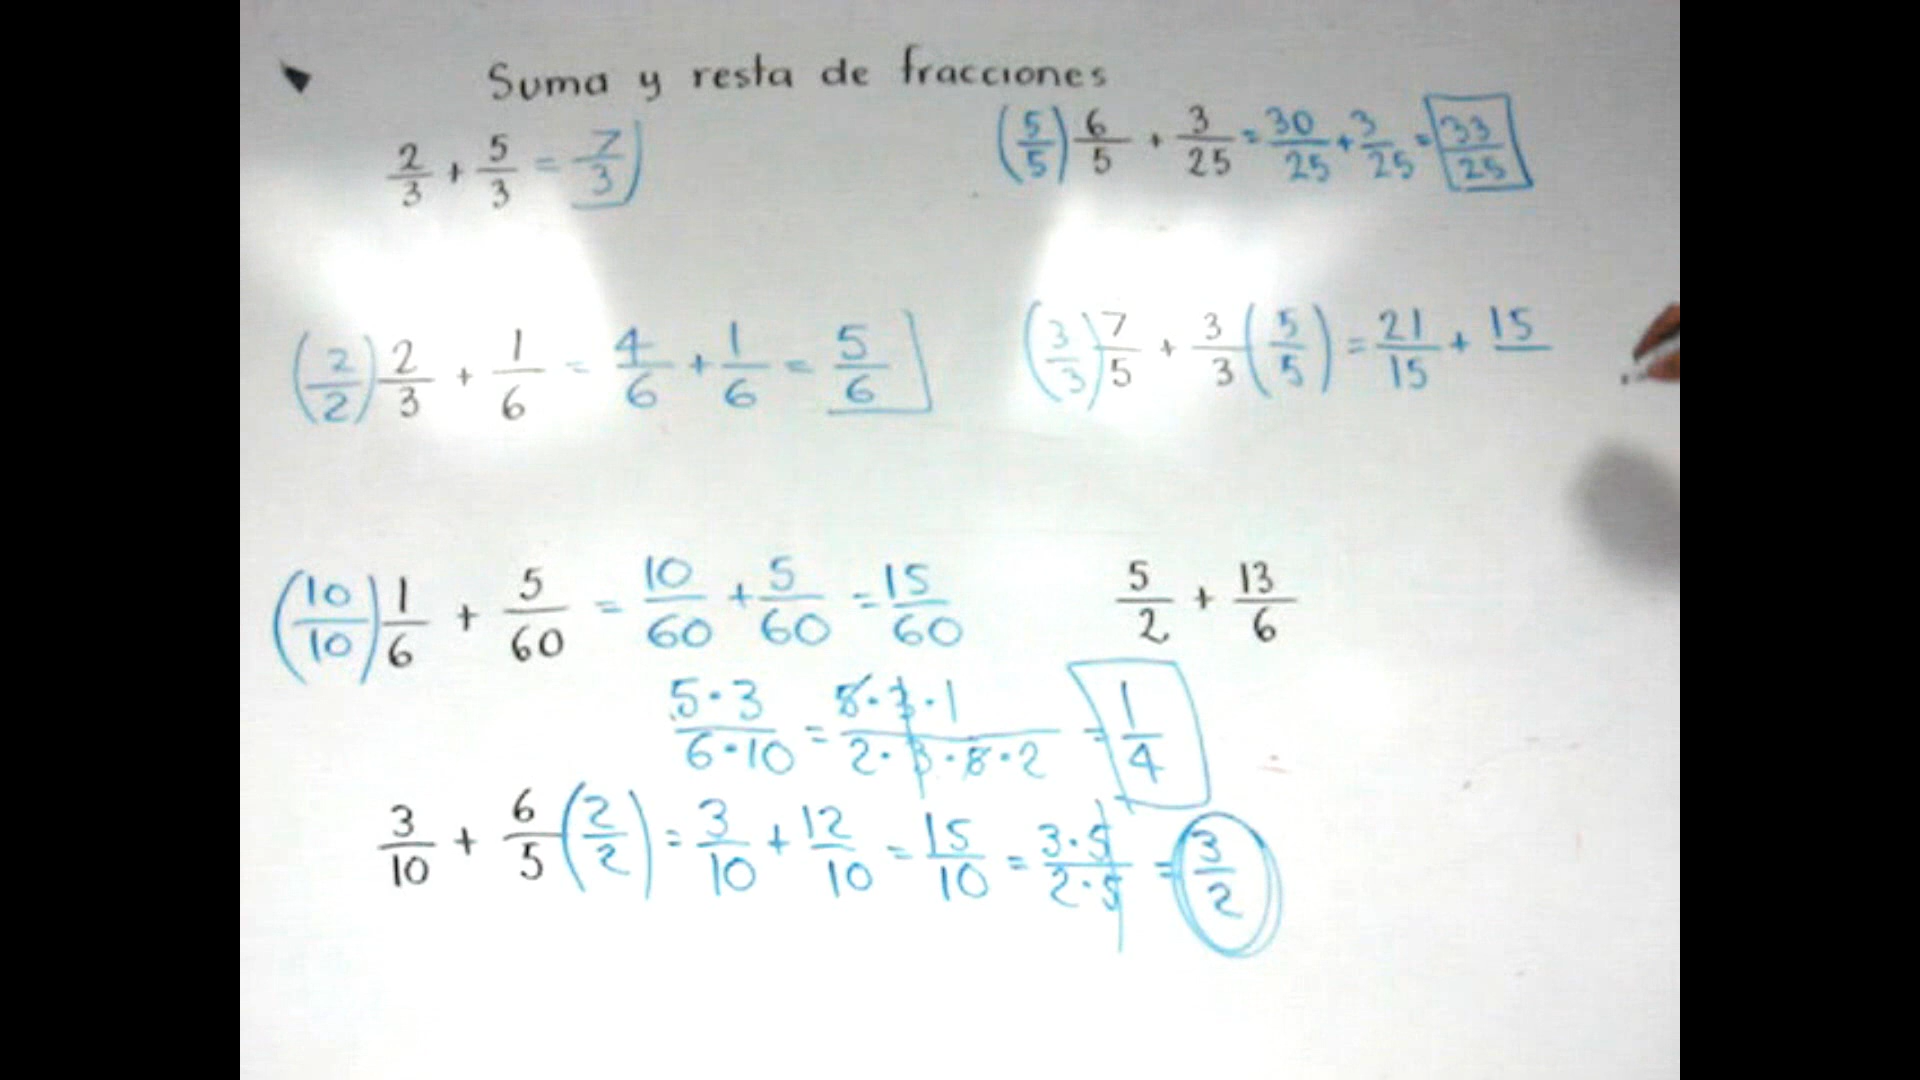 Suma y resta de fracciones
2/3 + 5/3 = 7/3
(5/5) 6/5 + 3/25 = 30/25 + 3/25 = 33/25
(2/2) 2/3 + 1/6 = 4/6 + 1/6 = 5/6
(3/3) 7/5 + 3/3 (5/5) = 21/15 + 15/
(10/10) 1/6 + 5/60 = 10/60 + 5/60 = 15/60
5/2 + 13/6
5·3/6·10 = 5·3·1/2·3·5·2 = 1/4
3/10 + 6/5 (2/2) = 3/10 + 12/10 = 15/10 = 3·5/2·5 = 3/2